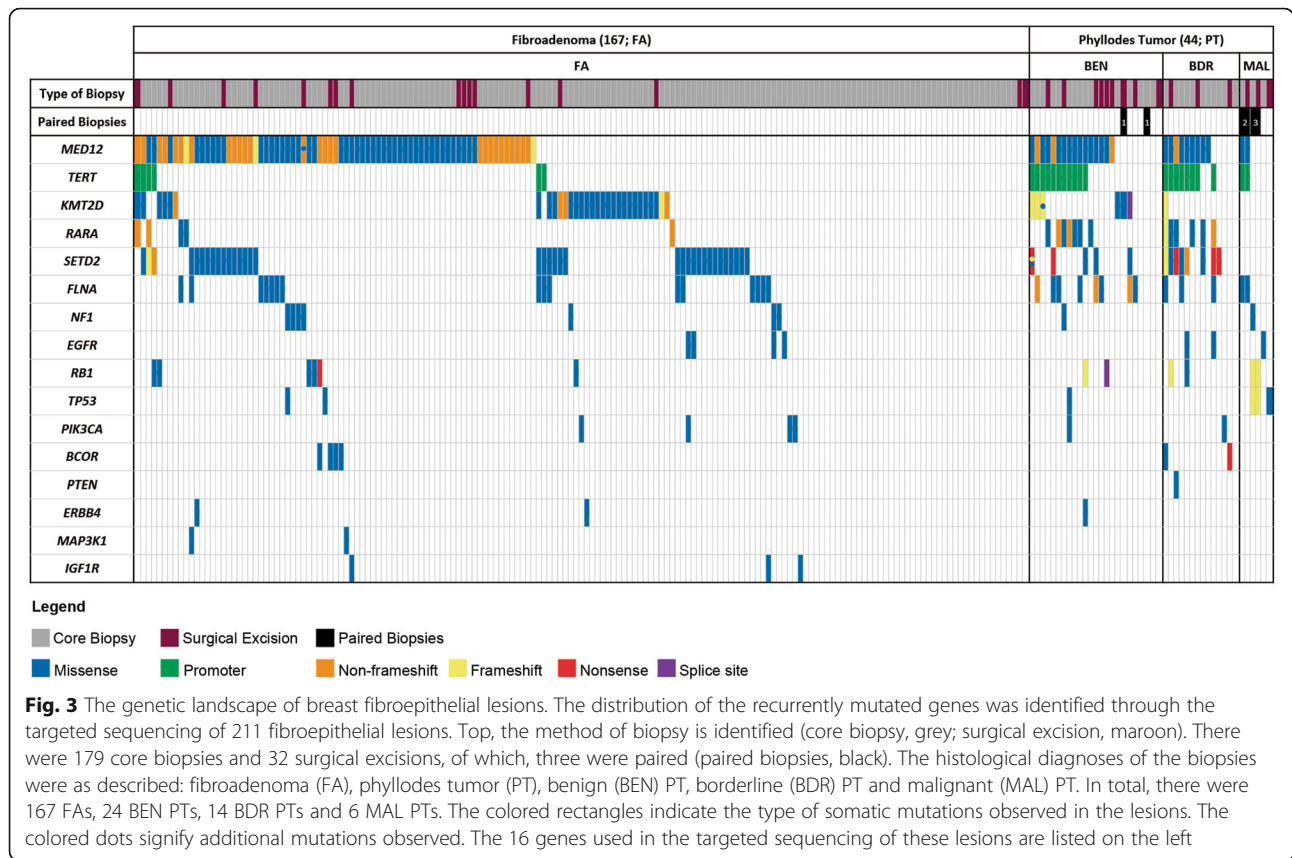 Fibroadenoma (167; FA) Phyllodes Tumor (44; PT)
FA BEN BDR MAL
Type of Biopsy
Paired Biopsies 1 1 2 3
MED12
TERT
KMT2D
RARA
SETD2
FLNA
NF1
EGFR
RB1
TP53
PIK3CA
BCOR
PTEN
ERBB4
MAP3K1
IGF1R
Legend
Core Biopsy Surgical Excision Paired Biopsies
Missense Promoter Non-frameshift Frameshift Nonsense Splice site
Fig. 3 The genetic landscape of breast fibroepithelial lesions. The distribution of the recurrently mutated genes was identified through the
targeted sequencing of 211 fibroepithelial lesions. Top, the method of biopsy is identified (core biopsy, grey; surgical excision, maroon). There
were 179 core biopsies and 32 surgical excisions, of which, three were paired (paired biopsies, black). The histological diagnoses of the biopsies
were as described: fibroadenoma (FA), phyllodes tumor (PT), benign (BEN) PT, borderline (BDR) PT and malignant (MAL) PT. In total, there were
167 FAs, 24 BEN PTs, 14 BDR PTs and 6 MAL PTs. The colored rectangles indicate the type of somatic mutations observed in the lesions. The
colored dots signify additional mutations observed. The 16 genes used in the targeted sequencing of these lesions are listed on the left